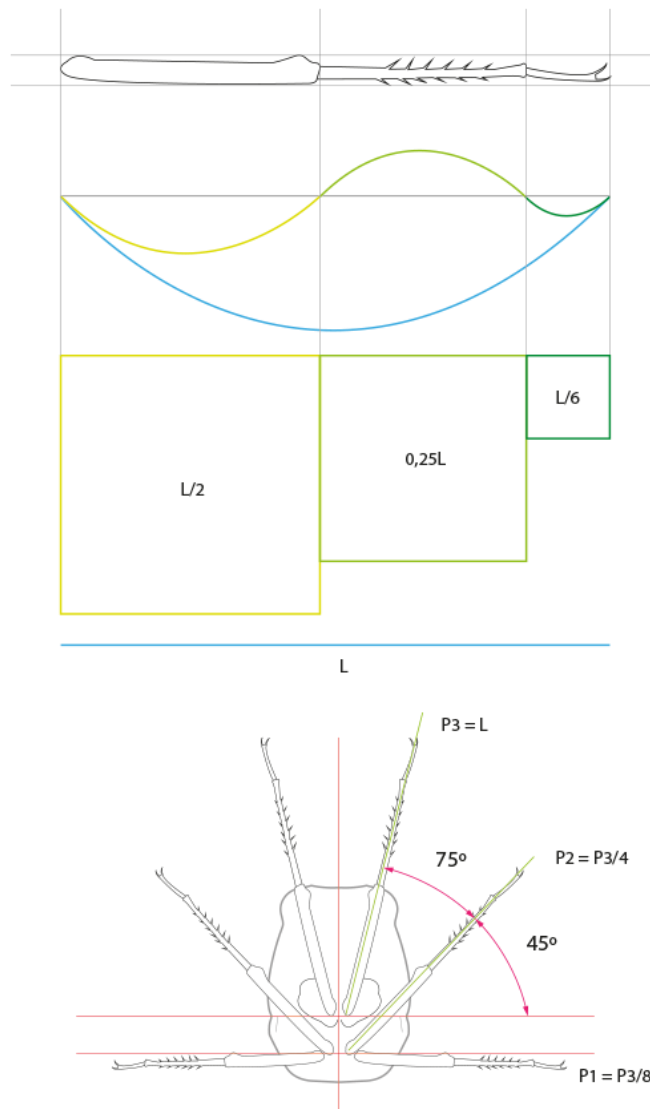 L/6
L/2
0,25L
L
P3 = L
75º
P2 = P3/4
45º
P1 = P3/8